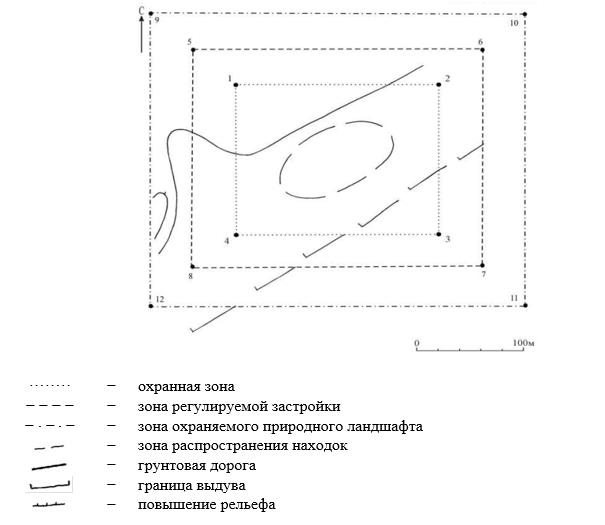 С
9
10
5
6
1
2
4
3
8
7
12
11
0
100м
– охранная зона
– зона регулируемой застройки
– зона охраняемого природного ландшафта
– зона распространения находок
– грунтовая дорога
– граница выдува
– повышение рельефа